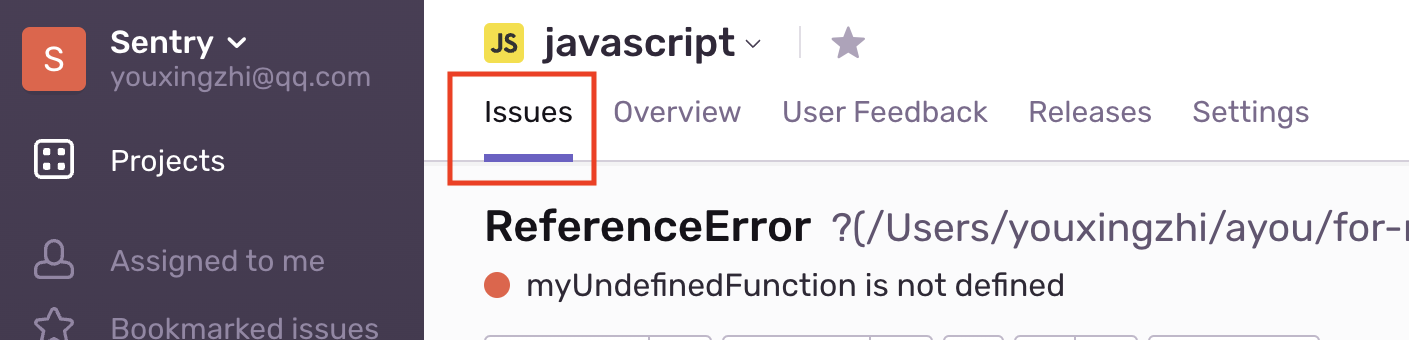 S
Sentry
youxingzhi@qq.com
Projects
Assigned to me
Bookmarked issues
JS javascript
Issues Overview User Feedback Releases Settings
ReferenceError ?(/Users/youxingzhi/ayou/for-
myUndefinedFunction is not defined